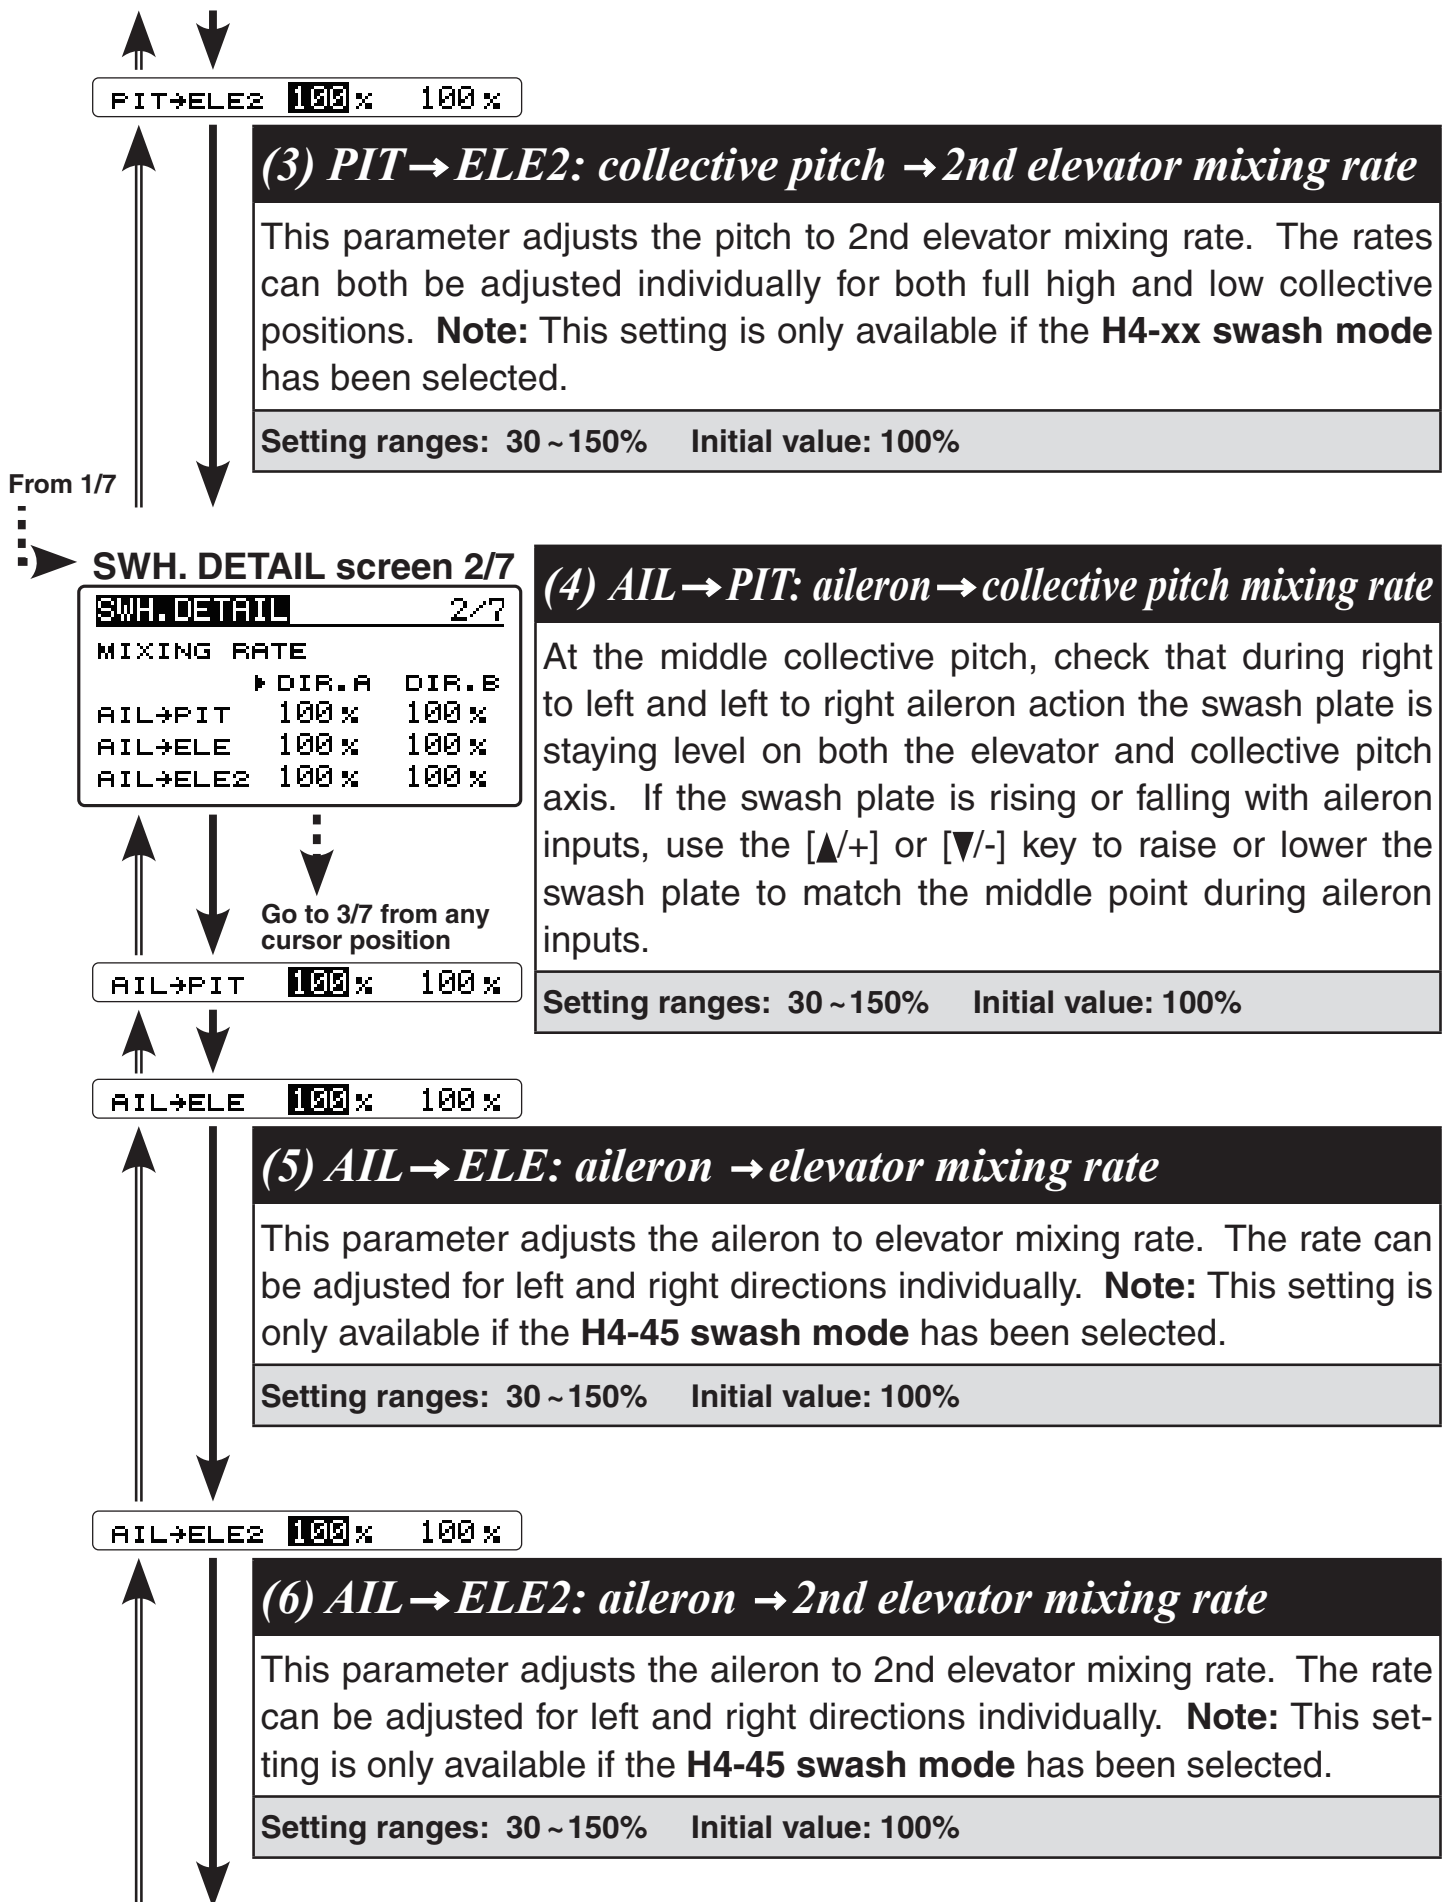 PIT→ELE2 100% 100%
(3) PIT→ELE2: collective pitch →2nd elevator mixing rate
This parameter adjusts the pitch to 2nd elevator mixing rate. The rates
can both be adjusted individually for both full high and low collective
positions. Note: This setting is only available if the H4-xx swash mode
has been selected.
Setting ranges: 30~150% Initial value: 100%
From 1/7
SWH. DETAIL screen 2/7
SWH.DETAIL 2/7
MIXING RATE
▶DIR.A DIR.B
AIL→PIT 100% 100%
AIL→ELE 100% 100%
AIL→ELE2 100% 100%
Go to 3/7 from any
cursor position
(4) AIL→PIT: aileron→collective pitch mixing rate
At the middle collective pitch, check that during right
to left and left to right aileron action the swash plate is
staying level on both the elevator and collective pitch
axis. If the swash plate is rising or falling with aileron
inputs, use the [▲/+] or [▼/-] key to raise or lower the
swash plate to match the middle point during aileron
inputs.
Setting ranges: 30~150% Initial value: 100%
AIL→PIT 100% 100%
AIL→ELE 100% 100%
(5) AIL→ELE: aileron →elevator mixing rate
This parameter adjusts the aileron to elevator mixing rate. The rate can
be adjusted for left and right directions individually. Note: This setting is
only available if the H4-45 swash mode has been selected.
Setting ranges: 30~150% Initial value: 100%
AIL→ELE2 100% 100%
(6) AIL→ELE2: aileron →2nd elevator mixing rate
This parameter adjusts the aileron to 2nd elevator mixing rate. The rate
can be adjusted for left and right directions individually. Note: This set-
ting is only available if the H4-45 swash mode has been selected.
Setting ranges: 30~150% Initial value: 100%